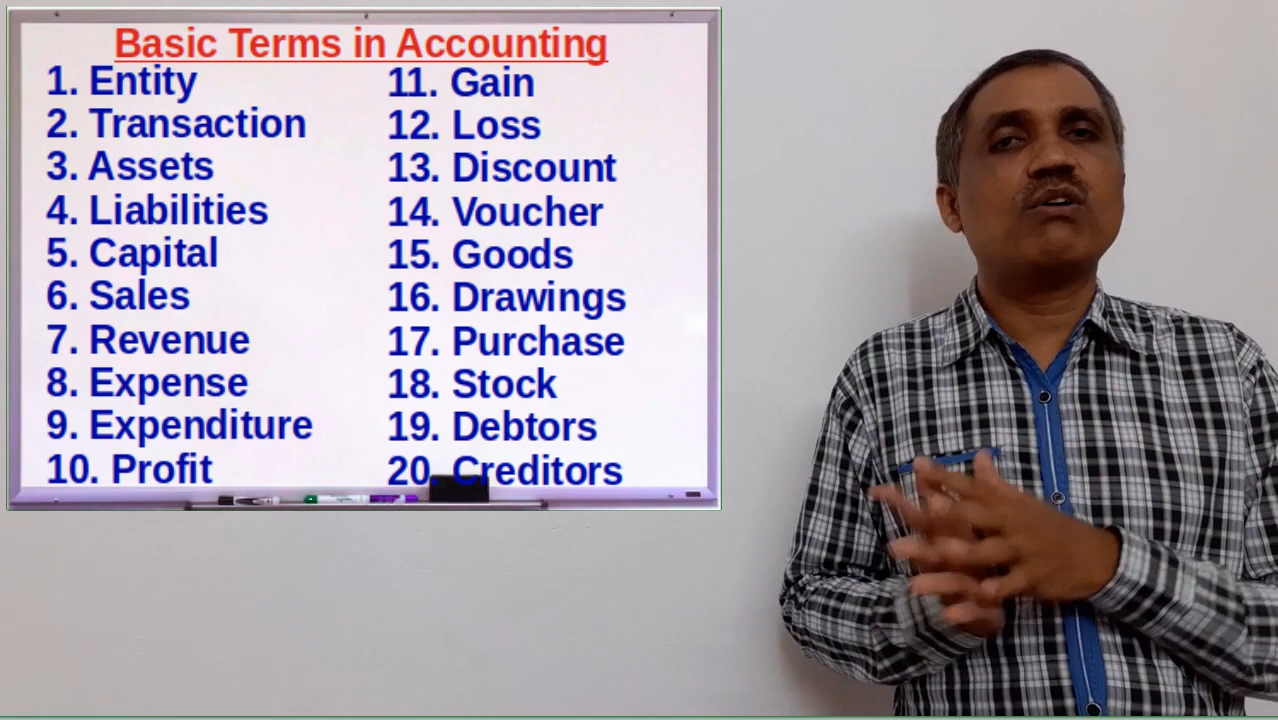 Basic Terms in Accounting
1. Entity
2. Transaction
3. Assets
4. Liabilities
5. Capital
6. Sales
7. Revenue
8. Expense
9. Expenditure
10. Profit
11. Gain
12. Loss
13. Discount
14. Voucher
15. Goods
16. Drawings
17. Purchase
18. Stock
19. Debtors
20. Creditors